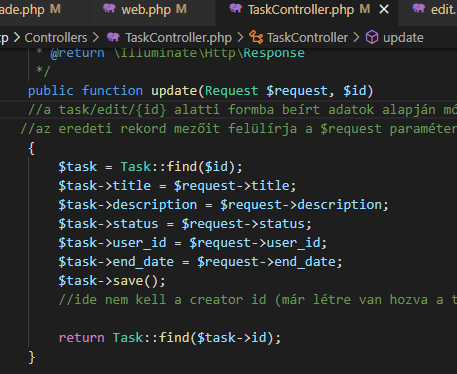 ade.php M
web.php M
TaskController.php M
edit.
Controllers > TaskController.php > TaskController > update
* @return \Illuminate\Http\Response
*/
public function update(Request $request, $id)
//a task/edit/{id} alatti formba beírt adatok alapján
//az eredeti rekord mezőit felülírja a $request
{
$task = Task::find($id);
$task->title = $request->title;
$task->description = $request->description;
$task->status = $request->status;
$task->user_id = $request->user_id;
$task->end_date = $request->end_date;
$task->save();
//ide nem kell a creator id (már létre van hozva a
return Task::find($task->id);
}